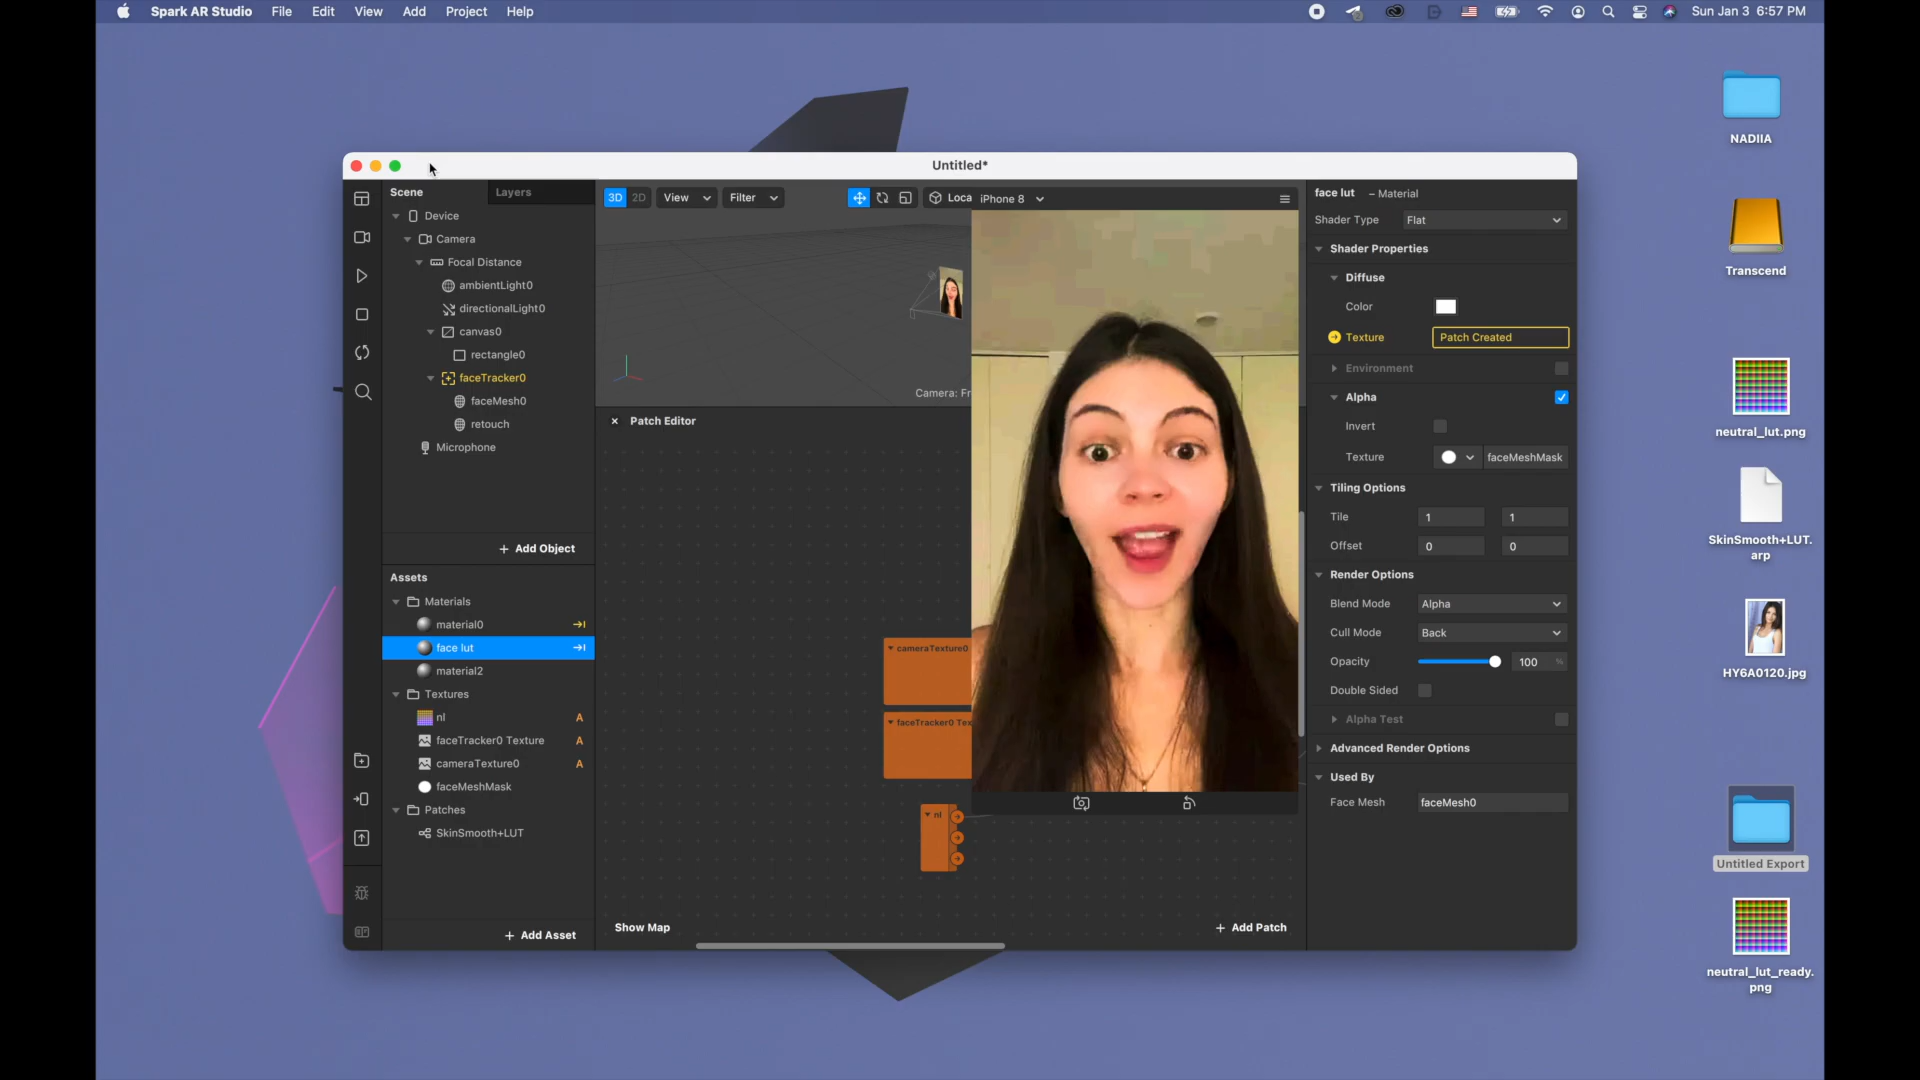 Spark AR Studio File Edit View Add Project Help
Sun Jan 3 6:57 PM
Untitled*
Scene
Layers
Device
Camera
Focal Distance
ambientLight0
directionalLight0
canvas0
rectangle0
faceTracker0
faceMesh0
retouch
Microphone
+ Add Object
Assets
Materials
material0
face lut
material2
Textures
nl A
faceTracker0 Texture A
cameraTexture0 A
faceMeshMask
Patches
SkinSmooth+LUT
+ Add Asset
3D 2D View Filter
Loca
iPhone 8
Camera: Fr
Patch Editor
cameraTexture0
faceTracker0 Tex
nl
Show Map
+ Add Patch
face lut – Material
Shader Type Flat
Shader Properties
Diffuse
Color
Texture Patch Created
Environment
Alpha
Invert
Texture faceMeshMask
Tiling Options
Tile 1 1
Offset 0 0
Render Options
Blend Mode Alpha
Cull Mode Back
Opacity 100 %
Double Sided
Alpha Test
Advanced Render Options
Used By
Face Mesh faceMesh0
NADIIA
Transcend
neutral_lut.png
SkinSmooth+LUT.
arp
HY6A0120.jpg
Untitled Export
neutral_lut_ready.
png